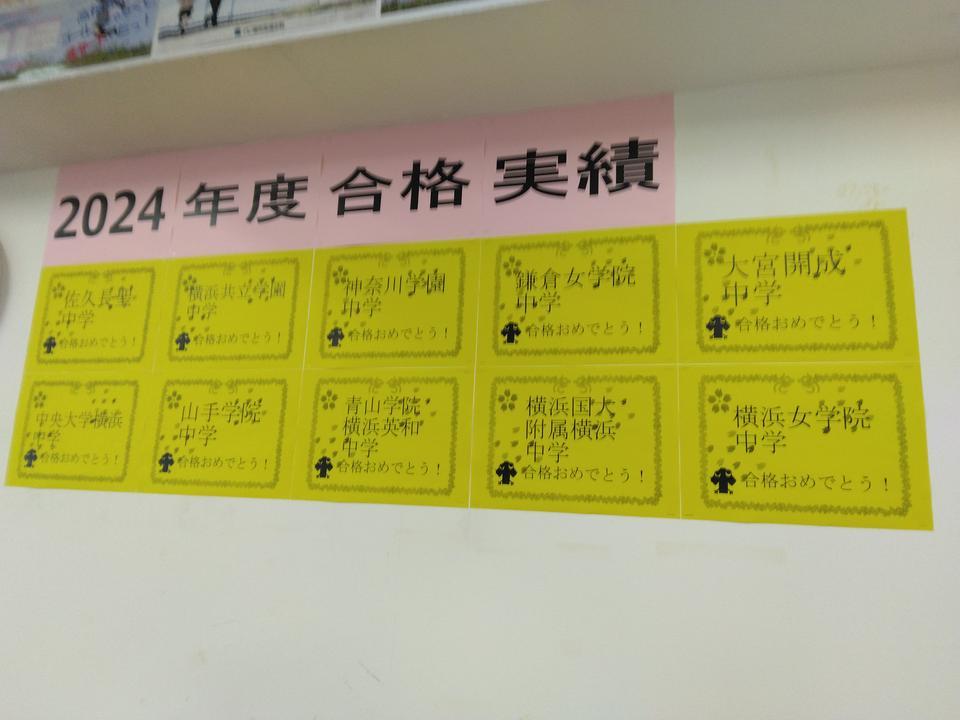 2024年度合格実績
佐久長聖
中学
合格おめでとう！
横浜共立学園
中学
合格おめでとう！
神奈川学園
中学
合格おめでとう！
鎌倉女学院
中学
合格おめでとう！
大宮開成
中学
合格おめでとう！
中央大学横浜
中学
合格おめでとう！
山手学院
中学
合格おめでとう！
青山学院
横浜英和
中学
合格おめでとう！
横浜国大
附属横浜
中学
合格おめでとう！
横浜女学院
中学
合格おめでとう！